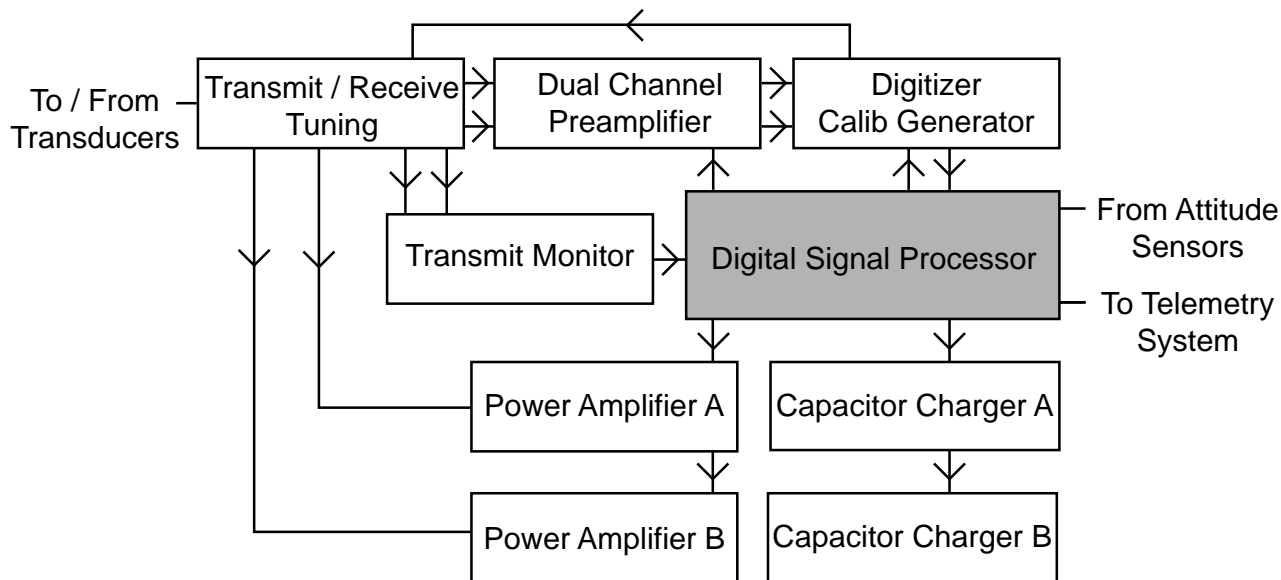 To / From
Transducers
Transmit / Receive
Tuning
Dual Channel
Preamplifier
Digitizer
Calib Generator
Transmit Monitor
Digital Signal Processor
From Attitude
Sensors
To Telemetry
System
Power Amplifier A
Capacitor Charger A
Power Amplifier B
Capacitor Charger B